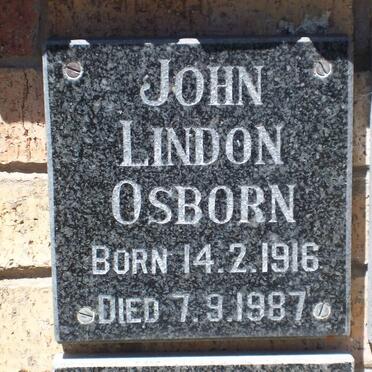 JOHN
LINDON
OSBORN
BORN 14.2.1916
DIED 7.9.1987